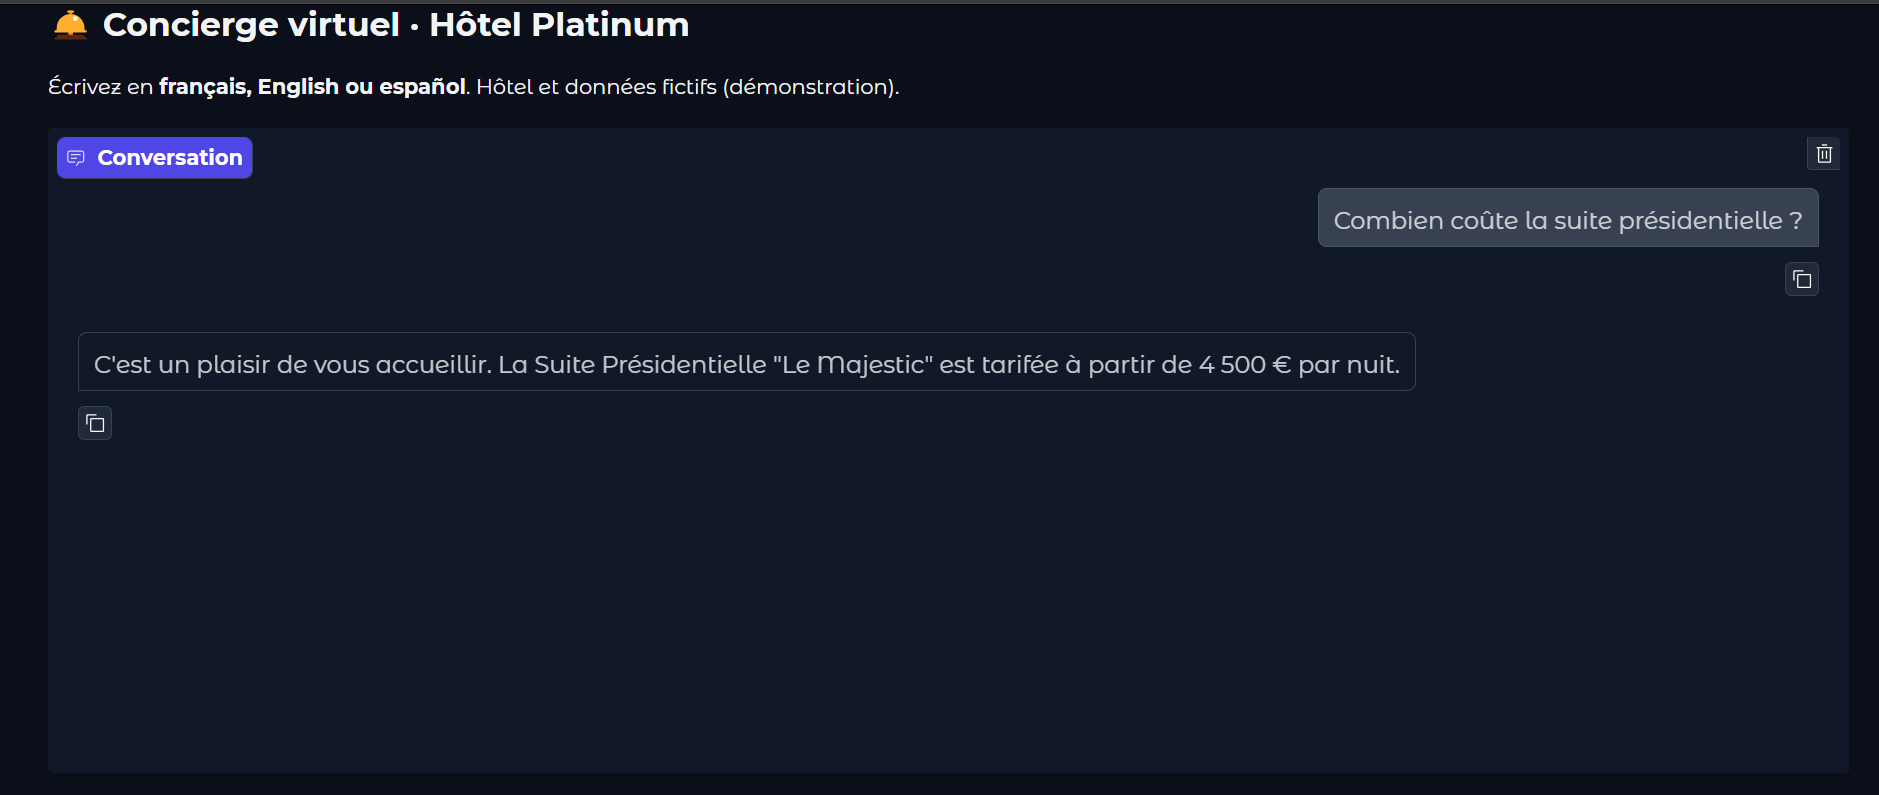 Concierge virtuel · Hôtel Platinum
Écrivez en français, English ou español. Hôtel et données fictifs (démonstration).
Conversation
Combien coûte la suite présidentielle ?
C'est un plaisir de vous accueillir. La Suite Présidentielle "Le Majestic" est tarifée à partir de 4 500 € par nuit.